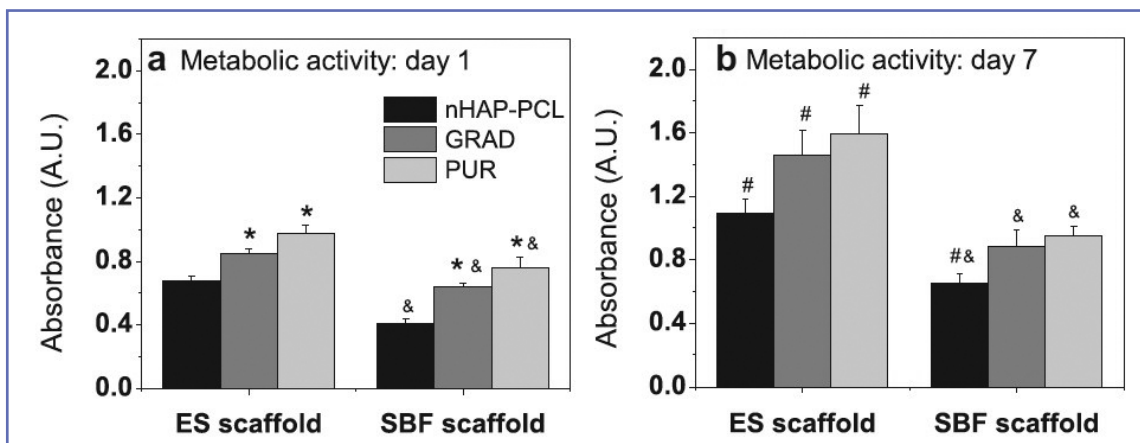 a Metabolic activity: day 1
Absorbance (A.U.)
2.0
1.6
1.2
0.8
0.4
0.0
nHAP-PCL
GRAD
PUR
*
*
&
* &
* &
ES scaffold
SBF scaffold
b Metabolic activity: day 7
Absorbance (A.U.)
2.0
1.6
1.2
0.8
0.4
0.0
#
#
#
#&
&
&
ES scaffold
SBF scaffold